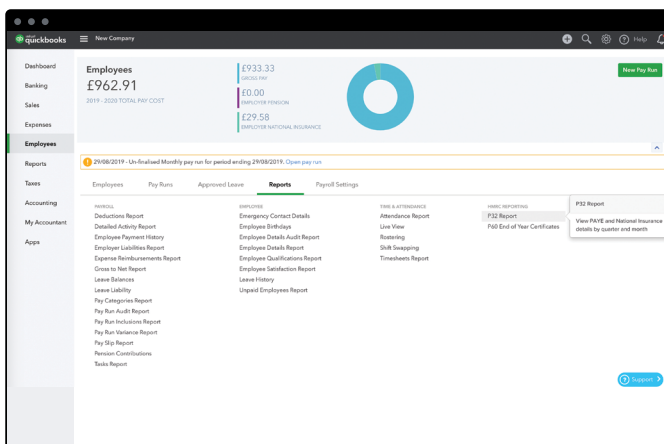 intuit
quickbooks
New Company
Help
Dashboard
Banking
Sales
Expenses
Employees
Reports
Taxes
Accounting
My Accountant
Apps
Employees
£962.91
2019 - 2020 TOTAL PAY COST
£933.33
GROSS PAY
£0.00
EMPLOYER PENSION
£29.58
EMPLOYER NATIONAL INSURANCE
New Pay Run
29/08/2019 - Un-finalised Monthly pay run for period ending 29/08/2019. Open pay run
Employees Pay Runs Approved Leave Reports Payroll Settings
PAYROLL
Deductions Report
Detailed Activity Report
Employee Payment History
Employer Liabilities Report
Expense Reimbursements Report
Gross to Net Report
Leave Balances
Leave Liability
Pay Categories Report
Pay Run Audit Report
Pay Run Inclusions Report
Pay Run Variance Report
Pay Slip Report
Pension Contributions
Tasks Report
EMPLOYEE
Emergency Contact Details
Employee Birthdays
Employee Details Audit Report
Employee Details Report
Employee Qualifications Report
Employee Satisfaction Report
Leave History
Unpaid Employees Report
TIME & ATTENDANCE
Attendance Report
Live View
Rostering
Shift Swapping
Timesheets Report
HMRC REPORTING
P32 Report
P60 End of Year Certificates
P32 Report
View PAYE and National Insurance
details by quarter and month
Support